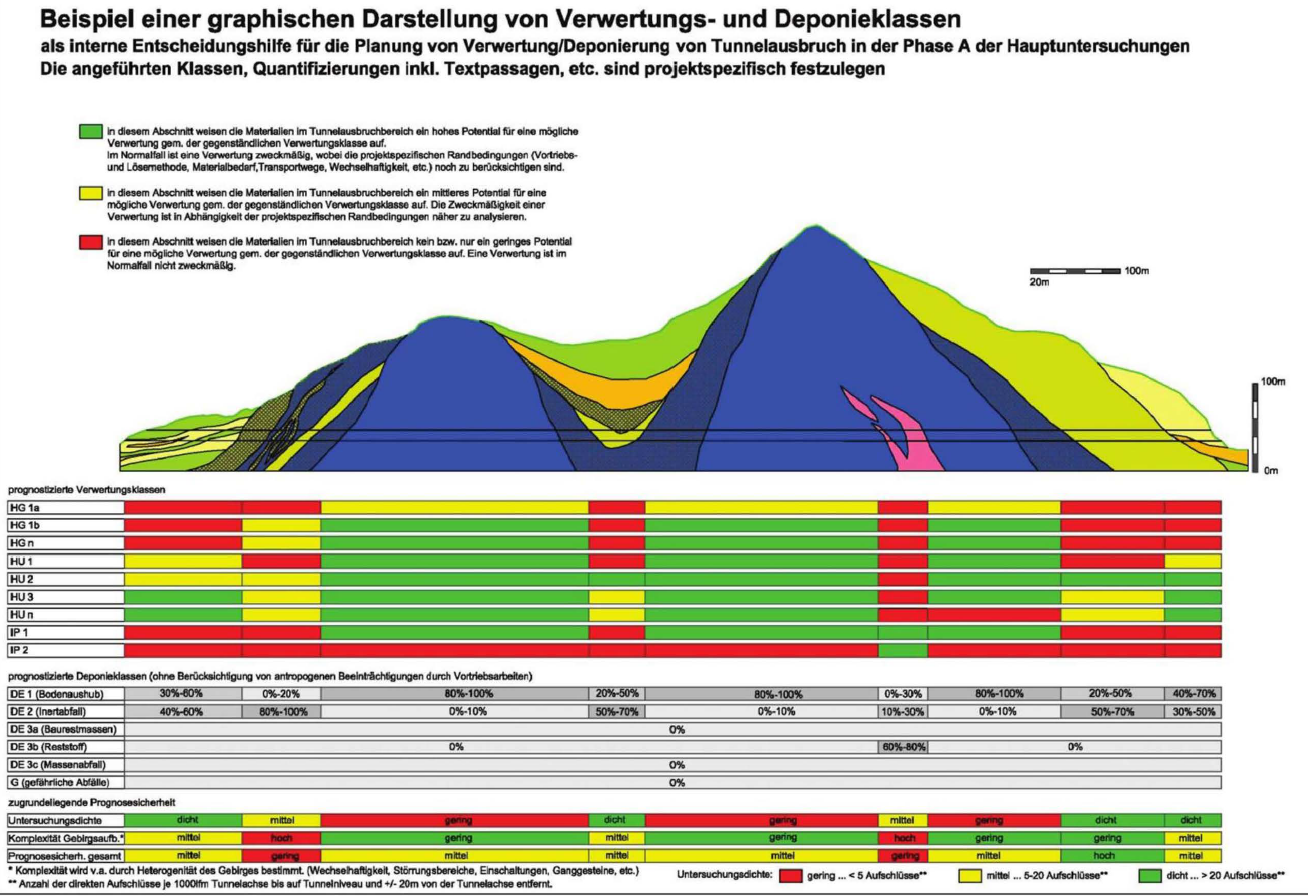 Beispiel einer graphischen Darstellung von Verwertungs- und Deponieklassen
als interne Entscheidungshilfe für die Planung von Verwertung/Deponierung von Tunnelausbruch in der Phase A der Hauptuntersuchungen
Die angeführten Klassen, Quantifizierungen inkl. Textpassagen, etc. sind projektspezifisch festzulegen
in diesem Abschnitt weisen die Materialien im Tunnelausbruchbereich ein hohes Potential für eine mögliche
Verwertung gem. der gegenständlichen Verwertungsklasse auf.
Im Normalfall ist eine Verwertung zweckmäßig, wobei die projektspezifischen Randbedingungen (Vortriebs-
und Lösemethode, Materialbedarf,Transportwege, Wechselhaftigkeit, etc.) noch zu berücksichtigen sind.
in diesem Abschnitt weisen die Materialien im Tunnelausbruchbereich ein mittleres Potential für eine
mögliche Verwertung gem. der gegenständlichen Verwertungsklasse auf. Die Zweckmäßigkeit einer
Verwertung ist in Abhängigkeit der projektspezifischen Randbedingungen näher zu analysieren.
in diesem Abschnitt weisen die Materialien im Tunnelausbruchbereich kein bzw. nur ein geringes Potential
für eine mögliche Verwertung gem. der gegenständlichen Verwertungsklasse auf. Eine Verwertung ist im
Normalfall nicht zweckmäßig.
100m
20m
100m
0m
prognostizierte Verwertungsklassen
HG 1a
HG 1b
HG n
HU 1
HU 2
HU 3
HU n
IP 1
IP 2
prognostizierte Deponieklassen (ohne Berücksichtigung von antropogenen Beeinträchtigungen durch Vortriebsarbeiten)
DE 1 (Bodenaushub) 30%-60% 0%-20% 80%-100% 20%-50% 80%-100% 0%-30% 80%-100% 20%-50% 40%-70%
DE 2 (Inertabfall) 40%-60% 80%-100% 0%-10% 50%-70% 0%-10% 10%-30% 0%-10% 50%-70% 30%-50%
DE 3a (Baurestmassen) 0%
DE 3b (Reststoff) 0% 60%-80% 0%
DE 3c (Massenabfall) 0%
G (gefährliche Abfälle) 0%
zugrundeliegende Prognosesicherheit
Untersuchungsdichte dicht mittel gering dicht gering mittel gering dicht dicht
Komplexität Gebirgsaufb.* mittel hoch gering mittel gering hoch gering gering mittel
Prognosesicherh. gesamt mittel gering mittel mittel mittel gering mittel hoch mittel
* Komplexität wird v.a. durch Heterogenität des Gebirges bestimmt. (Wechselhaftigkeit, Störrungsbereiche, Einschaltungen, Ganggesteine, etc.)
** Anzahl der direkten Aufschlüsse je 1000lfm Tunnelachse bis auf Tunnelniveau und +/- 20m von der Tunnelachse entfernt.
Untersuchungsdichte: gering ... < 5 Aufschlüsse** mittel ... 5-20 Aufschlüsse** dicht ... > 20 Aufschlüsse**